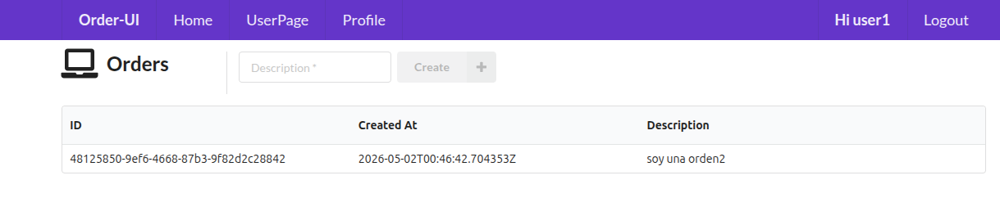 Order-UI Home UserPage Profile Hi user1 Logout
Orders Description * Create
ID Created At Description
48125850-9ef6-4668-87b3-9f82d2c28842 2026-05-02T00:46:42.704353Z soy una orden2